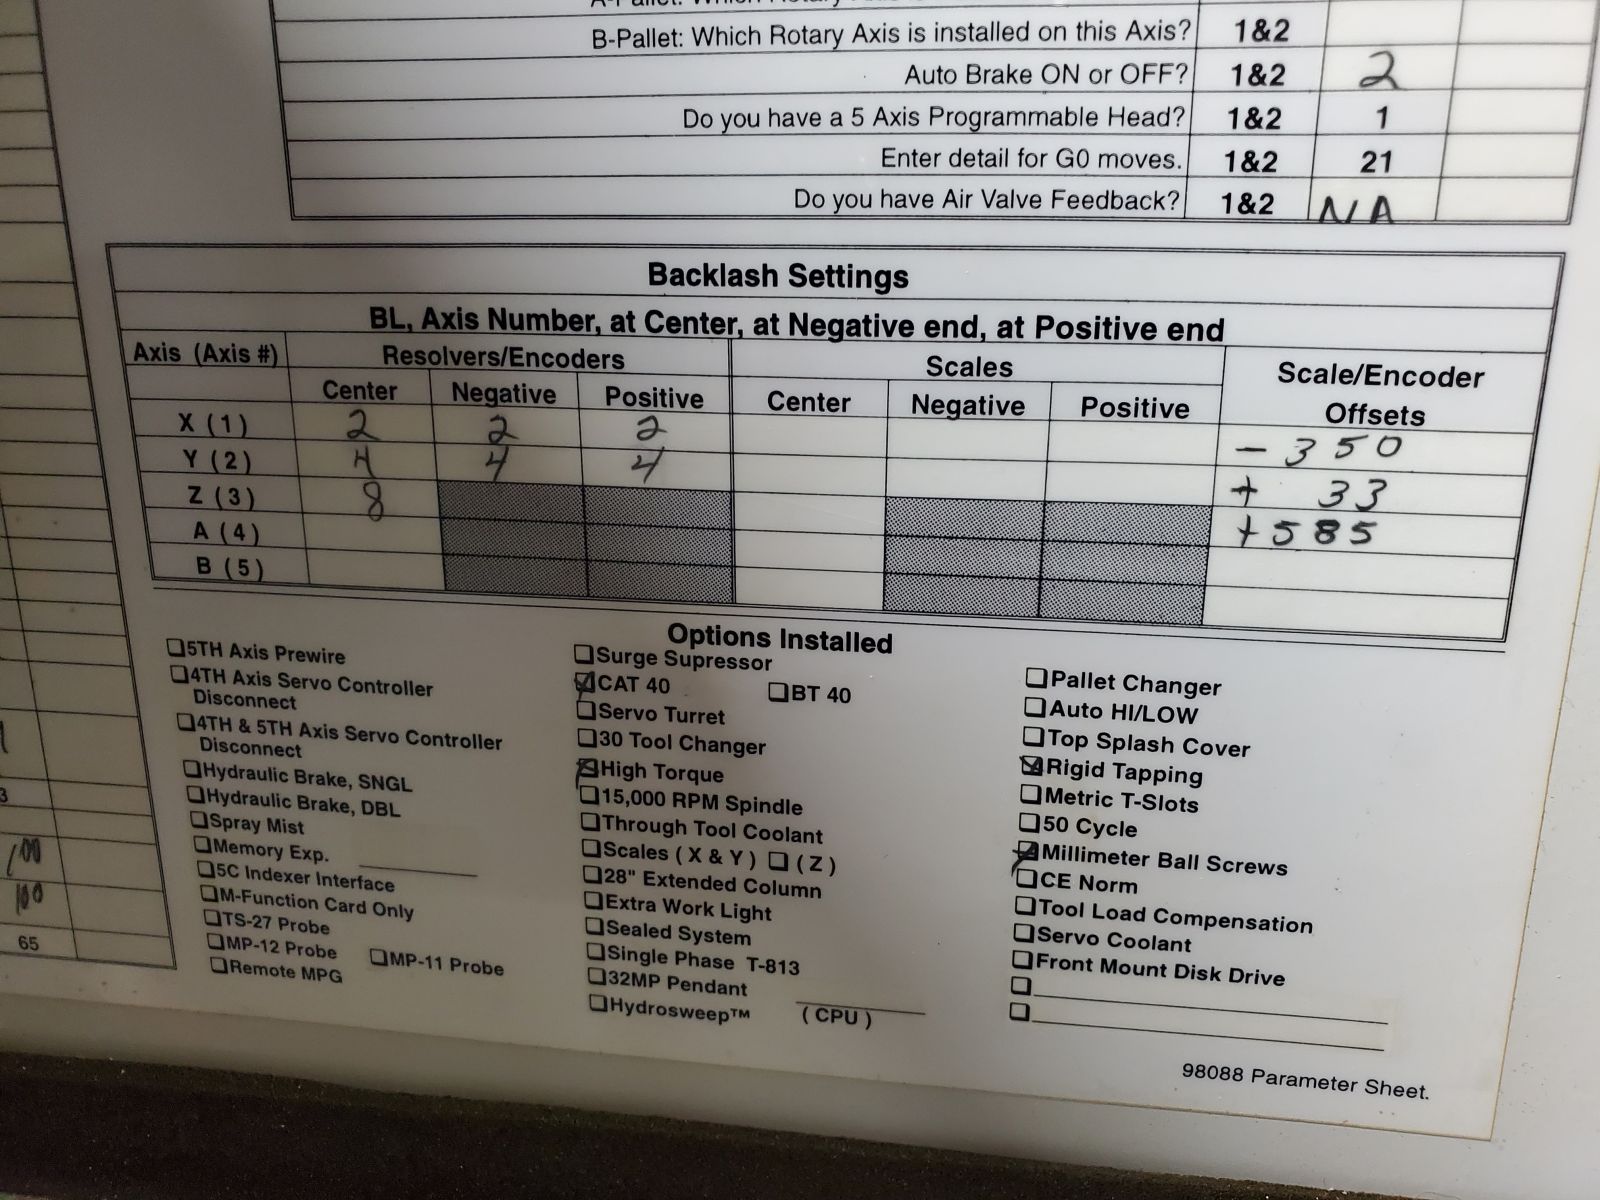 B-Pallet: Which Rotary Axis is installed on this Axis? 1&2
Auto Brake ON or OFF? 1&2 2
Do you have a 5 Axis Programmable Head? 1&2 1
Enter detail for G0 moves. 1&2 21
Do you have Air Valve Feedback? 1&2 N/A
Backlash Settings
BL, Axis Number, at Center, at Negative end, at Positive end
Axis (Axis #) Resolvers/Encoders Scales Scale/Encoder Offsets
Center Negative Positive Center Negative Positive
X (1) 2 2 2 - 350
Y (2) 4 4 4 + 33
Z (3) 8 +585
A (4)
B (5)
Options Installed
5TH Axis Prewire
4TH Axis Servo Controller
Disconnect
4TH & 5TH Axis Servo Controller
Disconnect
Hydraulic Brake, SNGL
Hydraulic Brake, DBL
Spray Mist
Memory Exp.
5C Indexer Interface
M-Function Card Only
TS-27 Probe
MP-12 Probe MP-11 Probe
Remote MPG
Surge Supressor
CAT 40 BT 40
Servo Turret
30 Tool Changer
High Torque
15,000 RPM Spindle
Through Tool Coolant
Scales ( X & Y ) ( Z )
28" Extended Column
Extra Work Light
Sealed System
Single Phase T-813
32MP Pendant
Hydrosweep™ ( CPU )
Pallet Changer
Auto HI/LOW
Top Splash Cover
Rigid Tapping
Metric T-Slots
50 Cycle
Millimeter Ball Screws
CE Norm
Tool Load Compensation
Servo Coolant
Front Mount Disk Drive
100
65
98088 Parameter Sheet.